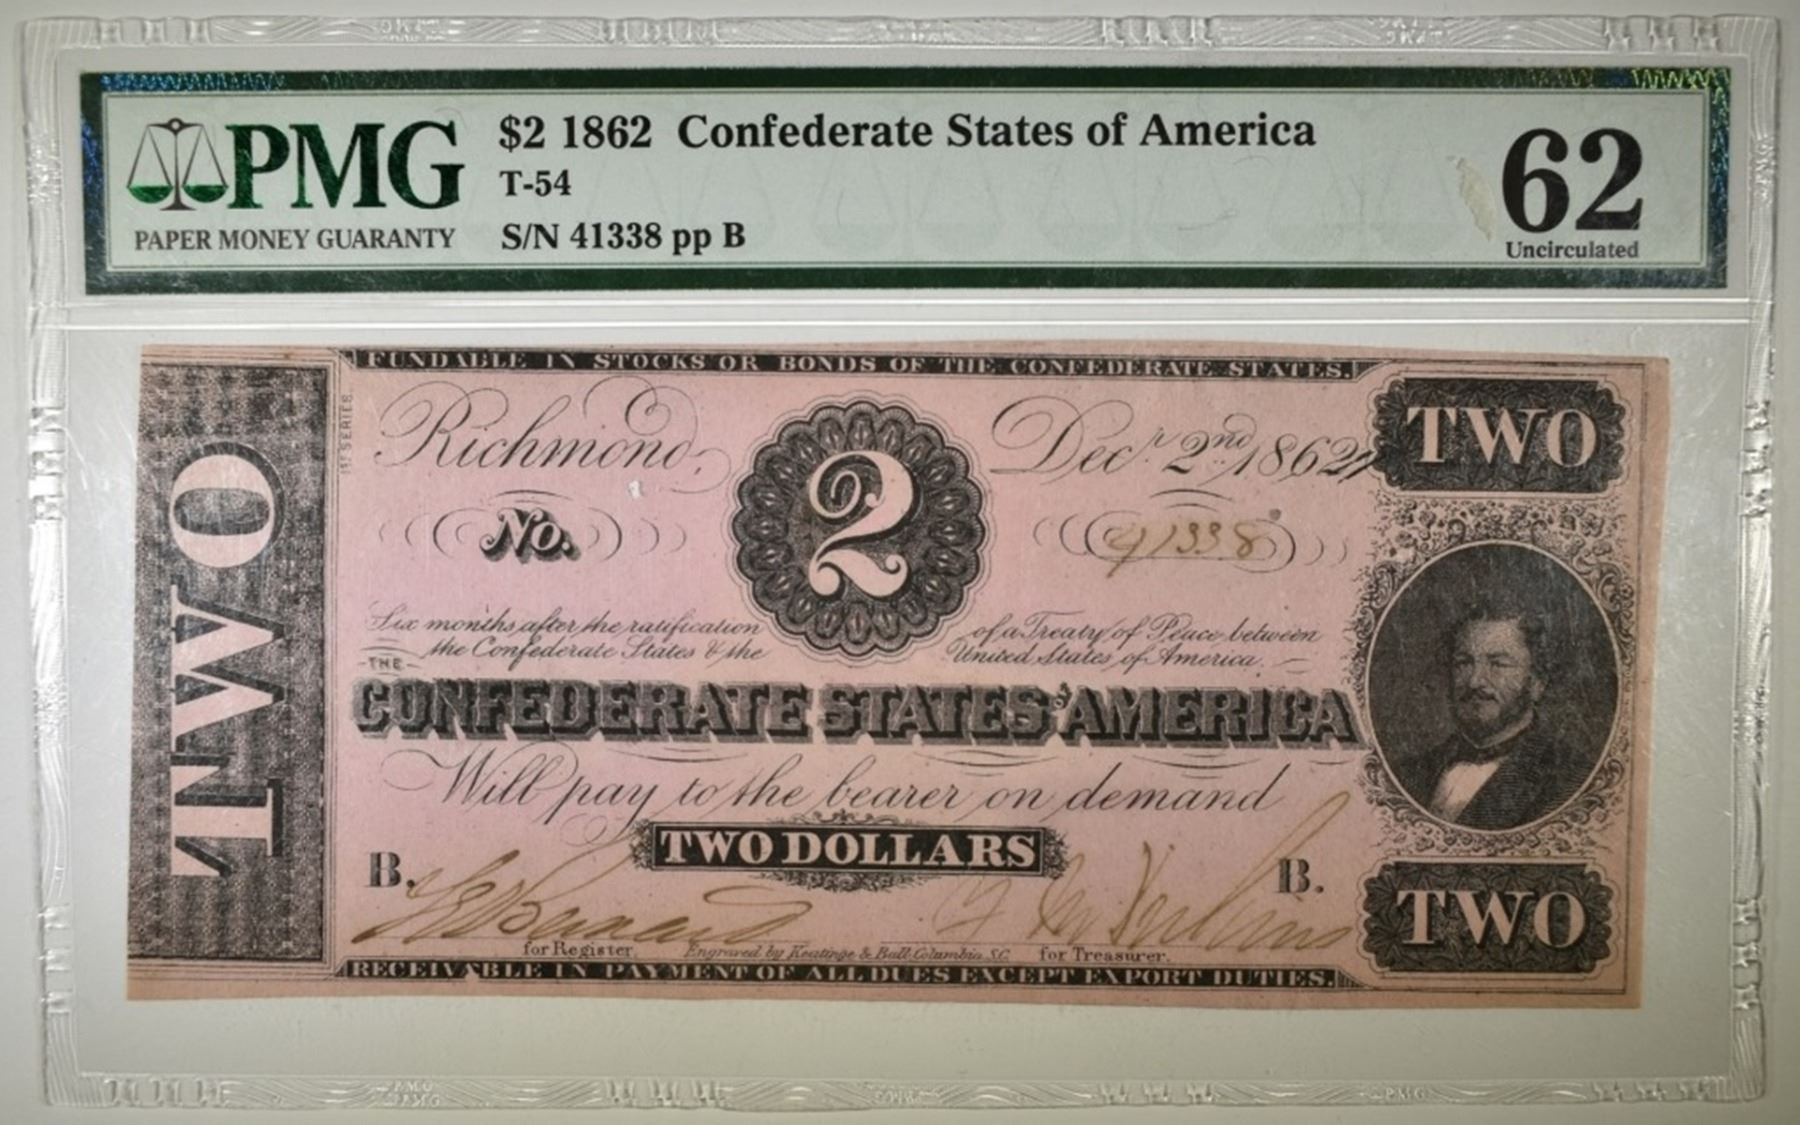 PMG
PAPER MONEY GUARANTY
$2 1862 Confederate States of America
T-54
S/N 41338 pp B
62
Uncirculated
FUNDABLE IN STOCKS OR BONDS OF THE CONFEDERATE STATES.
TWO
1st SERIES.
Richmond,
2
Decr. 2nd 1862
TWO
No.
41338
Six months after the ratification of a Treaty of Peace between
the Confederate States & the United States of America.
THE
CONFEDERATE STATES OF AMERICA
Will pay to the bearer on demand
TWO DOLLARS
B.
B.
TWO
for Register.
Engraved by Keatinge & Ball Columbia S.C.
for Treasurer.
RECEIVABLE IN PAYMENT OF ALL DUES EXCEPT EXPORT DUTIES.